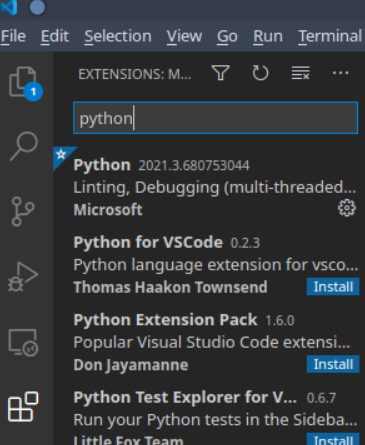 File Edit Selection View Go Run Terminal
EXTENSIONS: M...
1
python
Python 2021.3.680753044
Linting, Debugging (multi-threaded...
Microsoft
Python for VSCode 0.2.3
Python language extension for vsco...
Thomas Haakon Townsend Install
Python Extension Pack 1.6.0
Popular Visual Studio Code extensi...
Don Jayamanne Install
Python Test Explorer for V... 0.6.7
Run your Python tests in the Sideba...
Little Fox Team Install